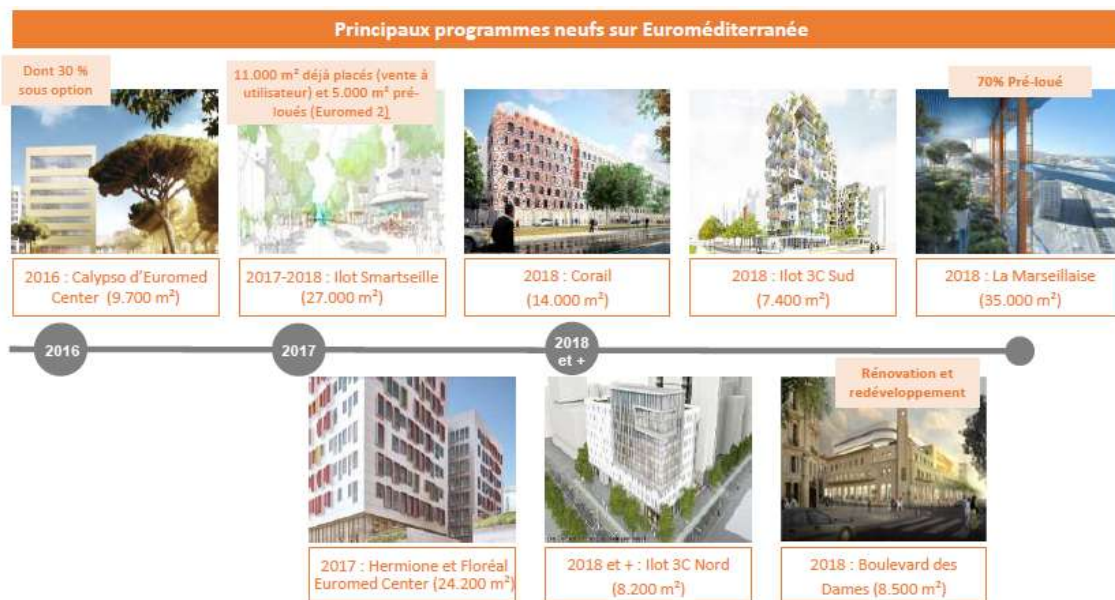 Principaux programmes neufs sur Euroméditerranée
Dont 30 %
sous option
11.000 m² déjà placés (vente à
utilisateur) et 5.000 m² pré-
loués (Euromed 2)
70% Pré-loué
2016 : Calypso d'Euromed
Center (9.700 m²)
2017-2018 : Ilot Smartseille
(27.000 m²)
2018 : Corail
(14.000 m²)
2018 : Ilot 3C Sud
(7.400 m²)
2018 : La Marseillaise
(35.000 m²)
2016
2017
2018
et +
Rénovation et
redéveloppement
2017 : Hermione et Floréal
Euromed Center (24.200 m²)
2018 et + : Ilot 3C Nord
(8.200 m²)
2018 : Boulevard des
Dames (8.500 m²)